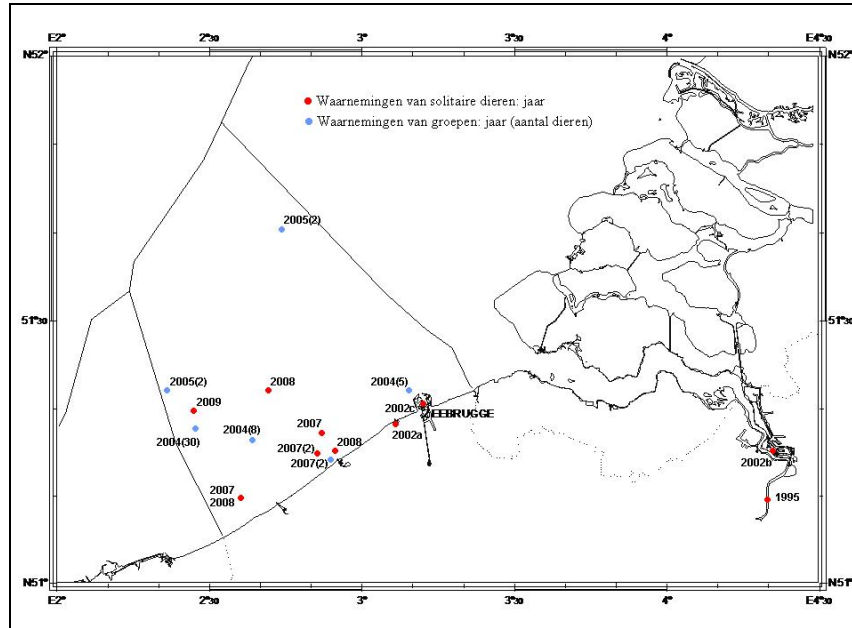 E2° 2°30 3° 3°30 4° E4°30
N52° N52°
Waarnemingen van solitaire dieren: jaar
Waarnemingen van groepen: jaar (aantal dieren)
2005(2)
51°30 51°30
2005(2) 2008 2004(5)
2009 2002c EEBRUGGE
2004(30) 2004(8) 2007 2002a
2007(2) 2008 2002b
2007(2)
2007 1995
2008
N51° N51°
E2° 2°30 3° 3°30 4° E4°30